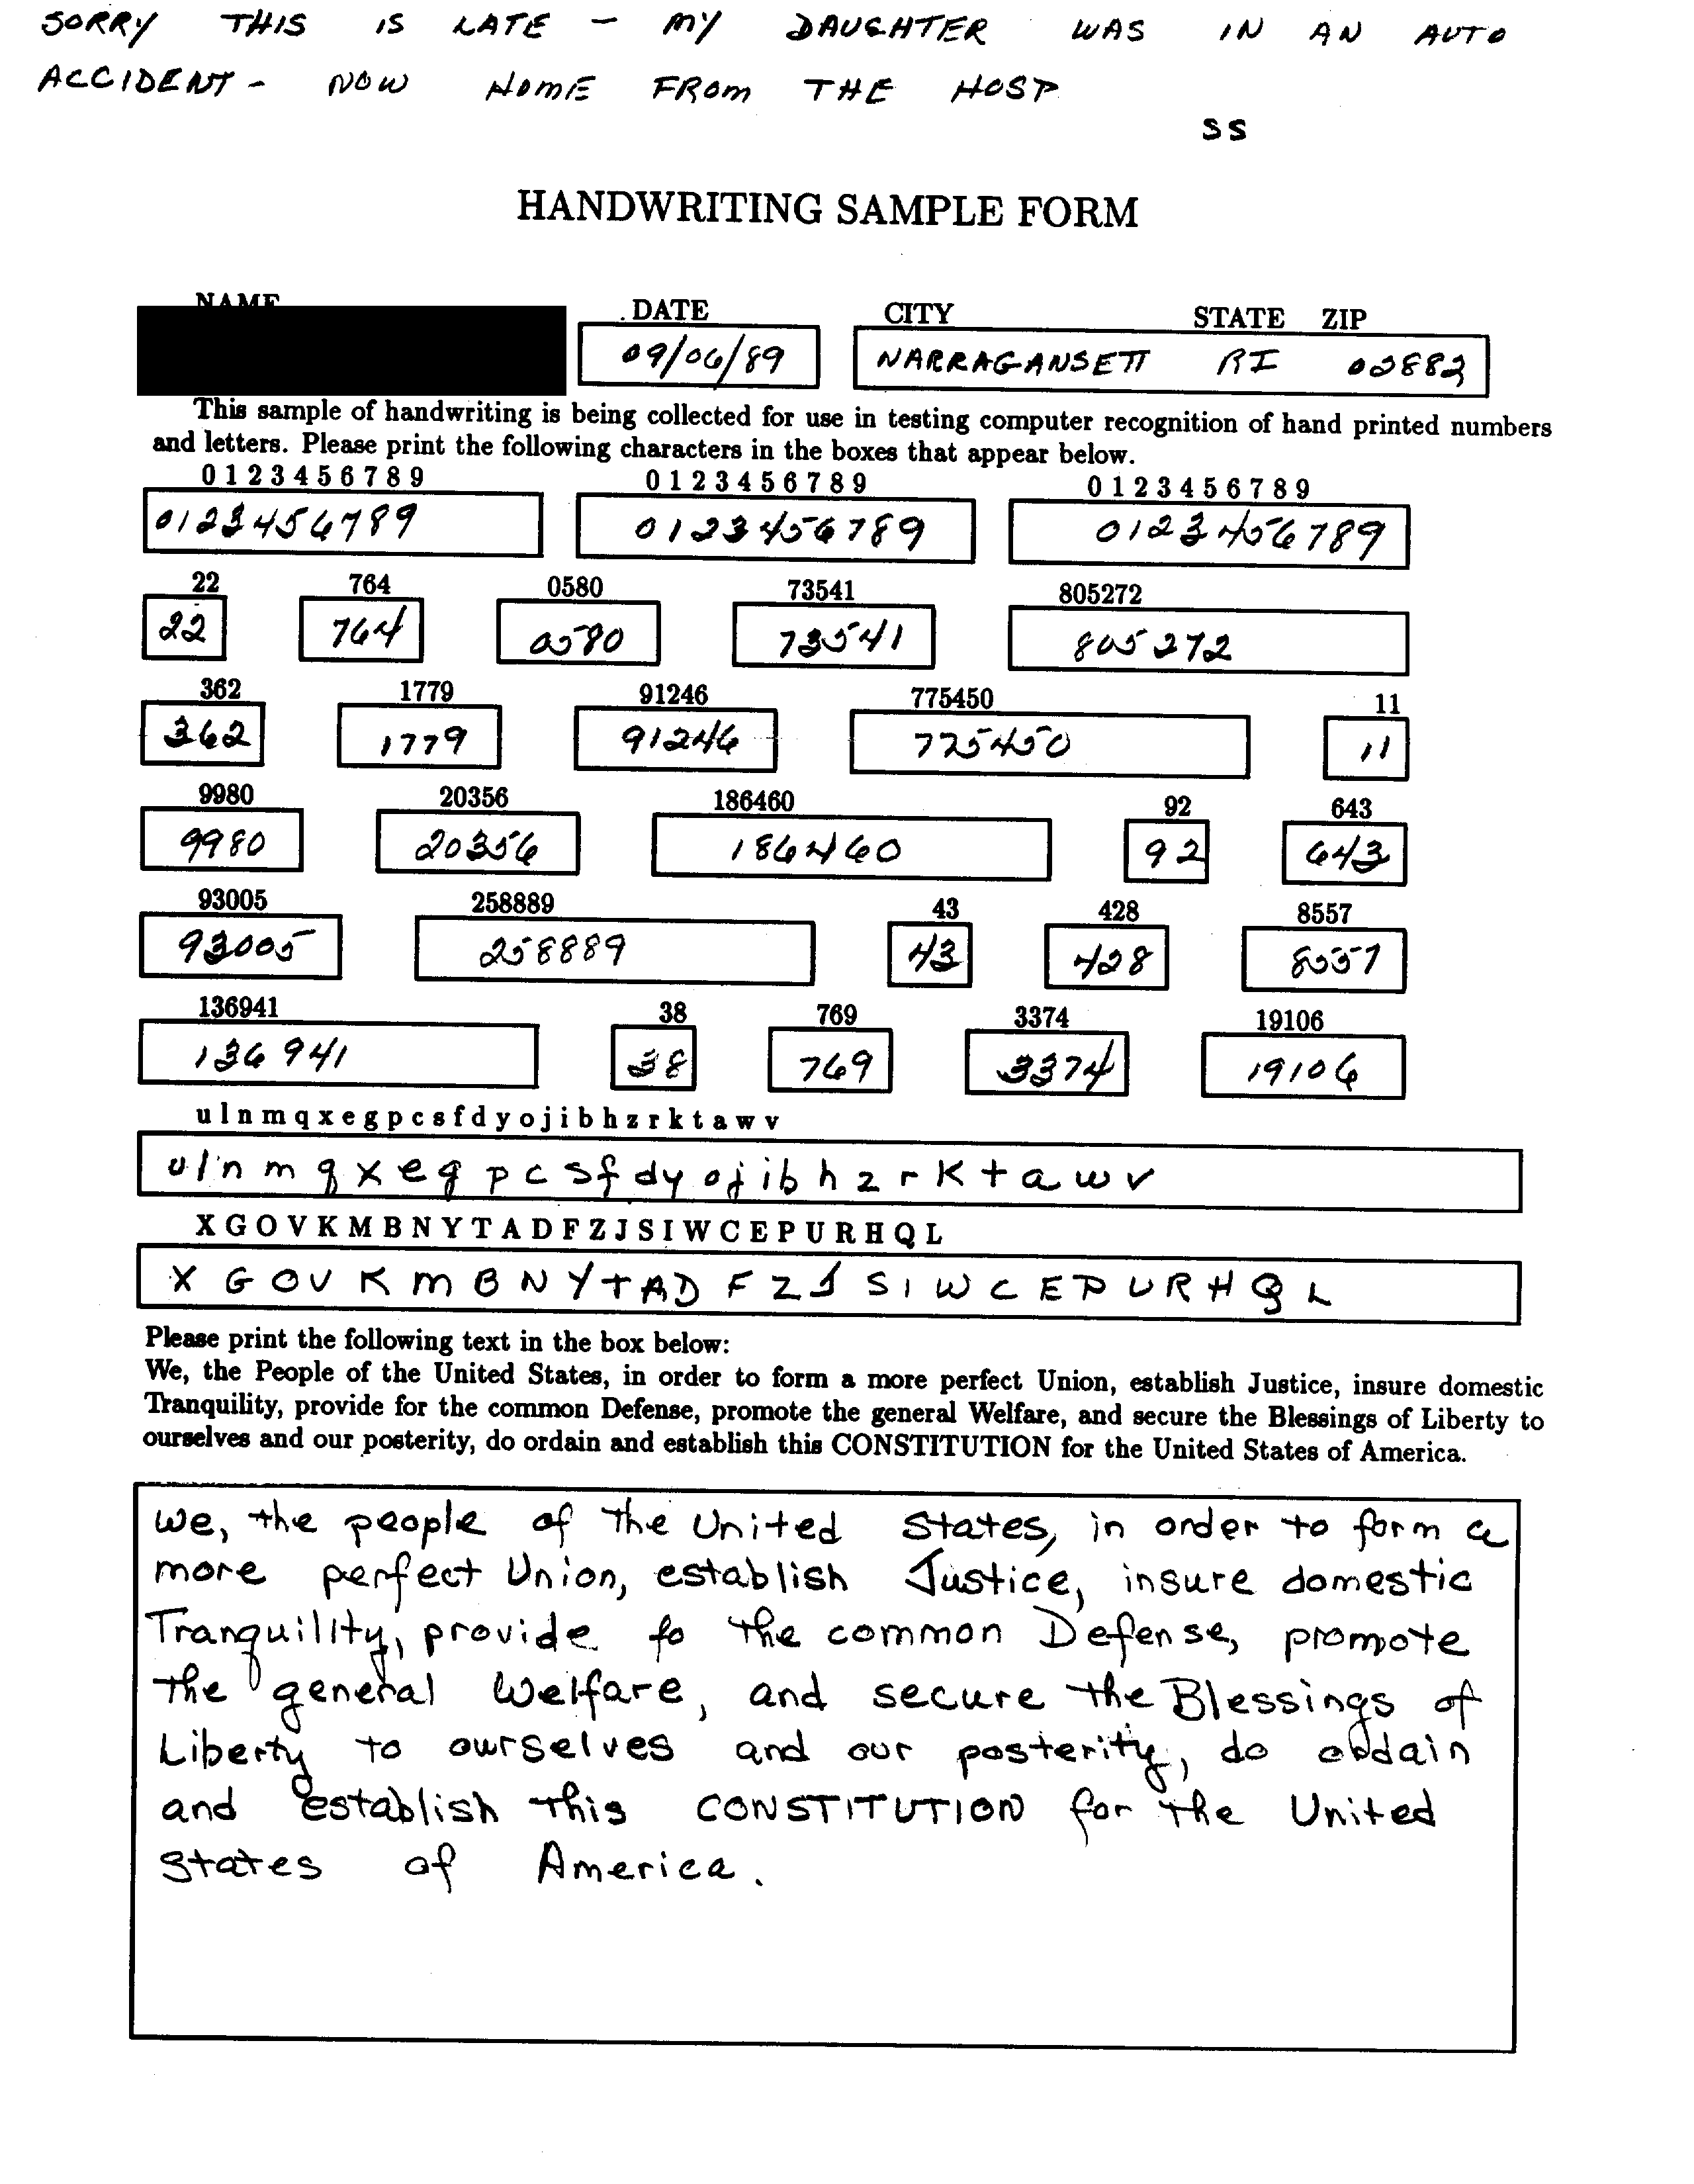 SORRY THIS IS LATE - MY DAUGHTER WAS IN AN AUTO
ACCIDENT - NOW HOME FROM THE HOSP
SS
HANDWRITING SAMPLE FORM
NAME DATE CITY STATE ZIP
09/06/89 NARRAGANSETT RI 02882
This sample of handwriting is being collected for use in testing computer recognition of hand printed numbers
and letters. Please print the following characters in the boxes that appear below.
0 1 2 3 4 5 6 7 8 9 0 1 2 3 4 5 6 7 8 9 0 1 2 3 4 5 6 7 8 9
0123456789 0123456789 0123456789
22 764 0580 73541 805272
22 764 0580 73541 805272
362 1779 91246 775450 11
362 1779 91246 775450 11
9980 20356 186460 92 643
9980 20356 186460 92 643
93005 258889 43 428 8557
93005 258889 43 428 8557
136941 38 769 3374 19106
136941 38 769 3374 19106
u l n m q x e g p c s f d y o j i b h z r k t a w v
u l n m q x e g p c s f d y o j i b h z r K t a w v
X G O V K M B N Y T A D F Z J S I W C E P U R H Q L
X G O V K M B N Y T A D F Z J S I W C E P U R H Q L
Please print the following text in the box below:
We, the People of the United States, in order to form a more perfect Union, establish Justice, insure domestic
Tranquility, provide for the common Defense, promote the general Welfare, and secure the Blessings of Liberty to
ourselves and our posterity, do ordain and establish this CONSTITUTION for the United States of America.
We, the people of the United States, in order to form a
more perfect Union, establish Justice, insure domestic
Tranquility, provide fo the common Defense, promote
the general Welfare, and secure the Blessings of
Liberty to ourselves and our posterity, do obdain
and establish this CONSTITUTION for the United
States of America.